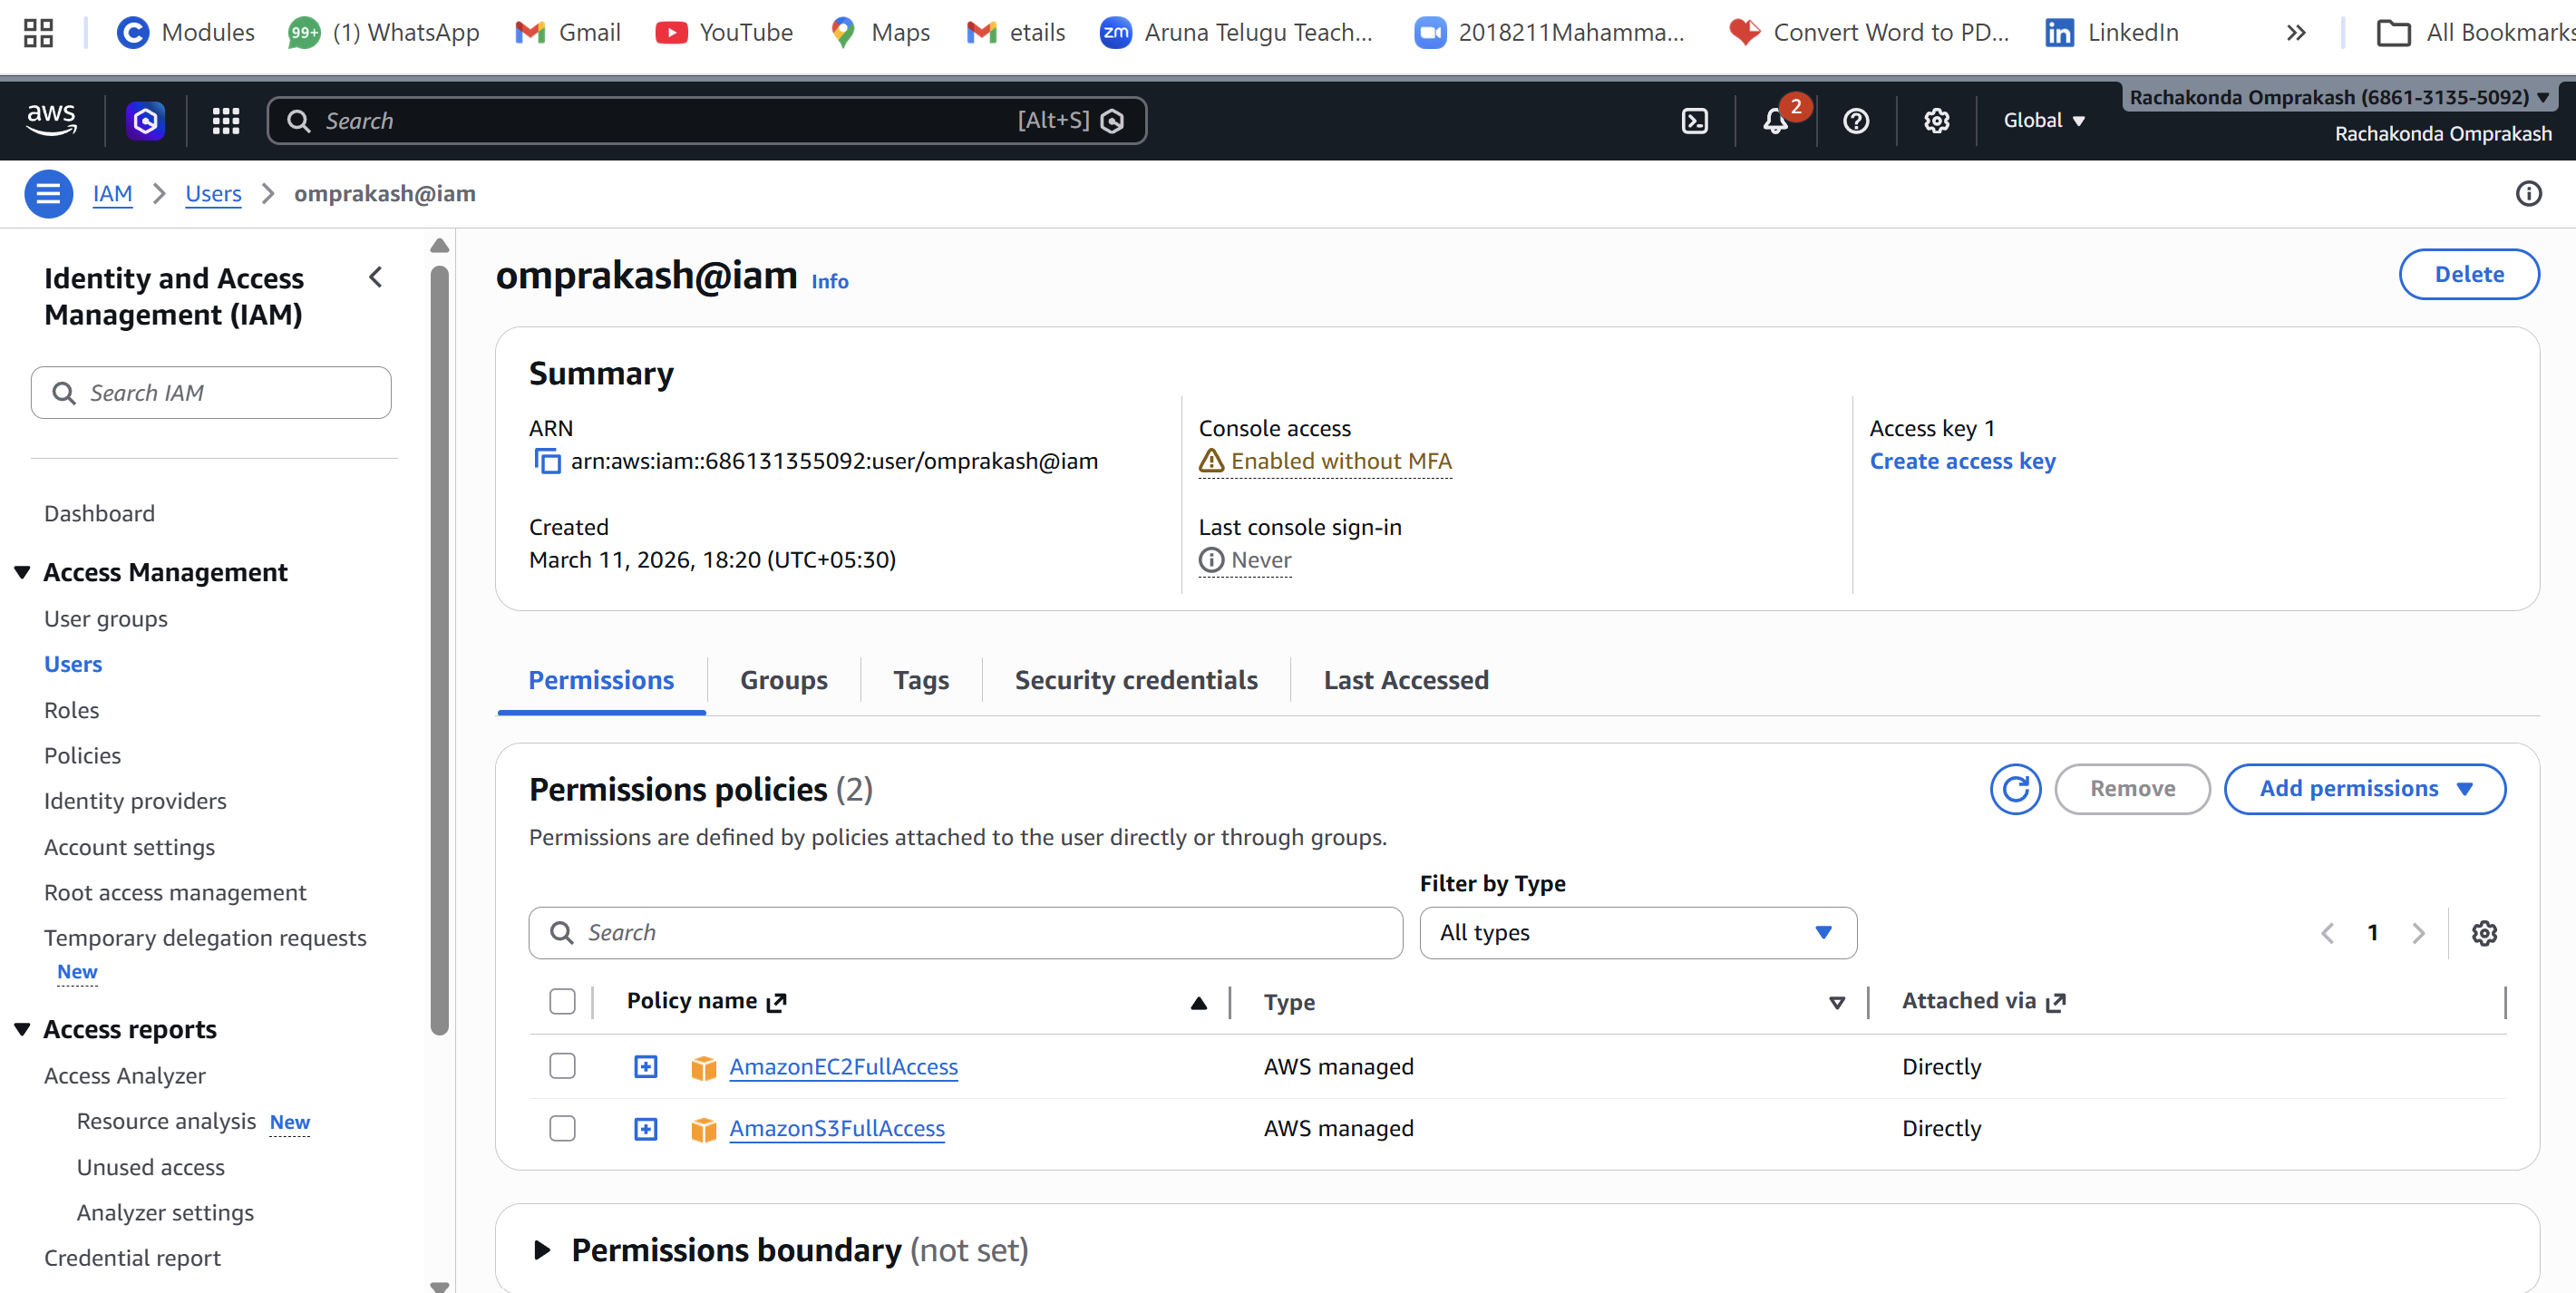 Modules
99+
(1) WhatsApp
Gmail
YouTube
Maps
etails
zm
Aruna Telugu Teach...
2018211Mahamma...
Convert Word to PD...
LinkedIn
All Bookmarks
aws
Search
[Alt+S]
2
Global
Rachakonda Omprakash (6861-3135-5092)
Rachakonda Omprakash
IAM
Users
omprakash@iam
Identity and Access
Management (IAM)
Search IAM
Dashboard
Access Management
User groups
Users
Roles
Policies
Identity providers
Account settings
Root access management
Temporary delegation requests
New
Access reports
Access Analyzer
Resource analysis New
Unused access
Analyzer settings
Credential report
omprakash@iam Info
Delete
Summary
ARN
arn:aws:iam::686131355092:user/omprakash@iam
Created
March 11, 2026, 18:20 (UTC+05:30)
Console access
Enabled without MFA
Last console sign-in
Never
Access key 1
Create access key
Permissions
Groups
Tags
Security credentials
Last Accessed
Permissions policies (2)
Remove
Add permissions
Permissions are defined by policies attached to the user directly or through groups.
Filter by Type
Search
All types
1
Policy name
Type
Attached via
AmazonEC2FullAccess
AWS managed
Directly
AmazonS3FullAccess
AWS managed
Directly
Permissions boundary (not set)